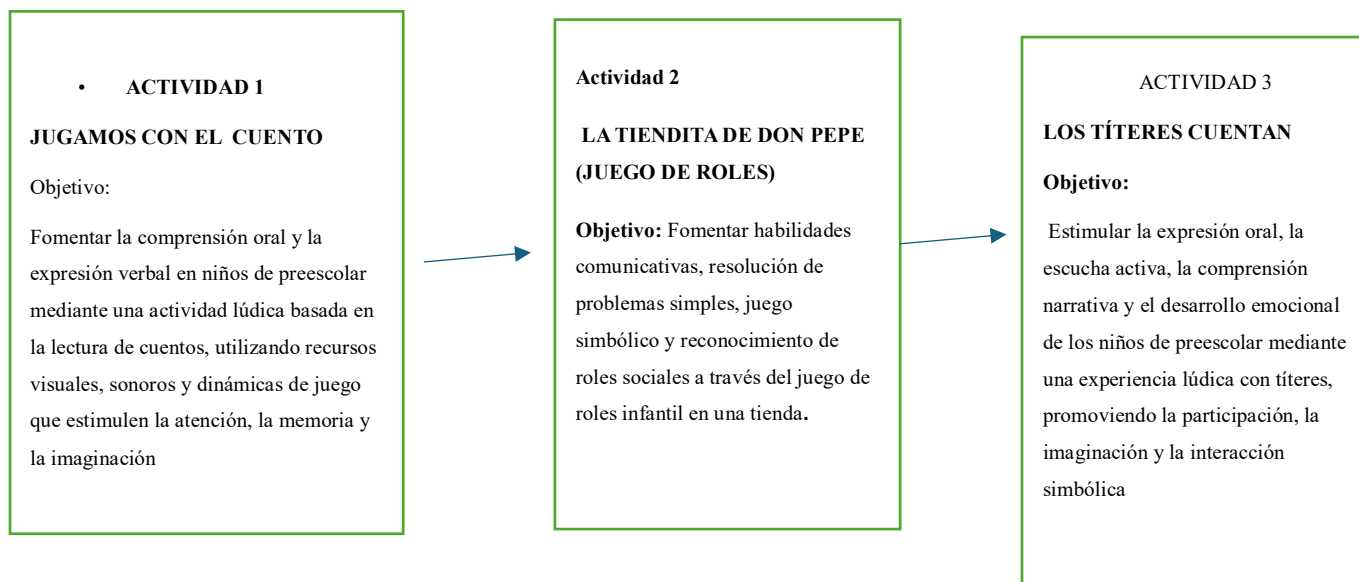 • ACTIVIDAD 1
JUGAMOS CON EL CUENTO
Objetivo:
Fomentar la comprensión oral y la
expresión verbal en niños de preescolar
mediante una actividad lúdica basada en
la lectura de cuentos, utilizando recursos
visuales, sonoros y dinámicas de juego
que estimulen la atención, la memoria y
la imaginación
Actividad 2
LA TIENDITA DE DON PEPE
(JUEGO DE ROLES)
Objetivo: Fomentar habilidades
comunicativas, resolución de
problemas simples, juego
simbólico y reconocimiento de
roles sociales a través del juego de
roles infantil en una tienda.
ACTIVIDAD 3
LOS TÍTERES CUENTAN
Objetivo:
Estimular la expresión oral, la
escucha activa, la comprensión
narrativa y el desarrollo emocional
de los niños de preescolar mediante
una experiencia lúdica con títeres,
promoviendo la participación, la
imaginación y la interacción
simbólica